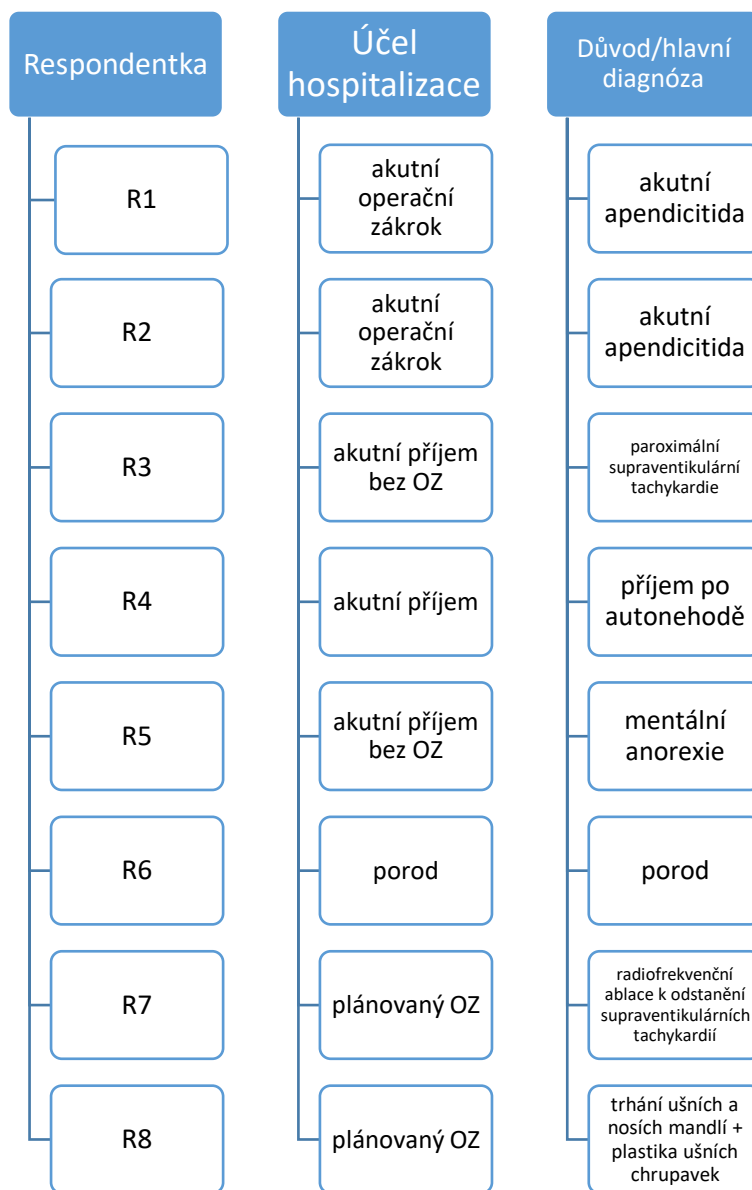 Respondentka
Účel
hospitalizace
Důvod/hlavní
diagnóza
R1
akutní
operační
zákrok
akutní
apendicitida
R2
akutní
operační
zákrok
akutní
apendicitida
R3
akutní příjem
bez OZ
paroximální
supraventikulární
tachykardie
R4
akutní příjem
příjem po
autonehodě
R5
akutní příjem
bez OZ
mentální
anorexie
R6
porod
porod
R7
plánovaný OZ
radiofrekvenční
ablace k odstanění
supraventikulárních
tachykardií
R8
plánovaný OZ
trhání ušních a
nosích mandlí +
plastika ušních
chrupavek